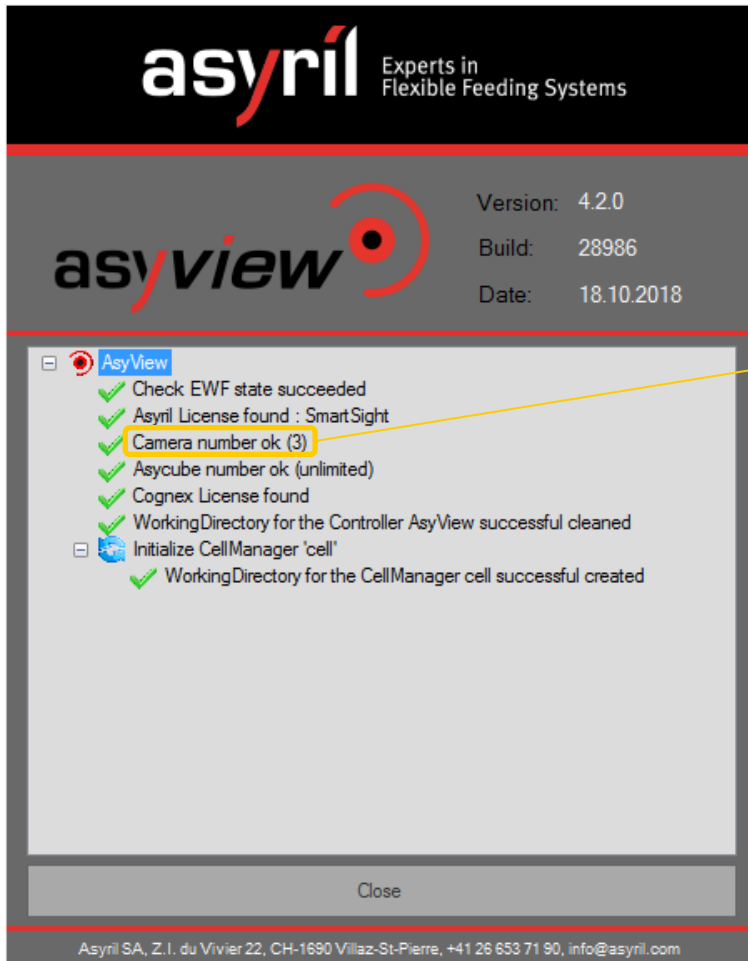 asyril
Experts in
Flexible Feeding Systems
asyview
Version: 4.2.0
Build: 28986
Date: 18.10.2018
AsyView
Check EWF state succeeded
Asyril License found : SmartSight
Camera number ok (3)
Asycube number ok (unlimited)
Cognex License found
WorkingDirectory for the Controller AsyView successful cleaned
Initialize CellManager 'cell'
WorkingDirectory for the CellManager cell successful created
Close
Asyril SA, Z.I. du Vivier 22, CH-1690 Villaz-St-Pierre, +41 26 653 71 90, info@asyril.com